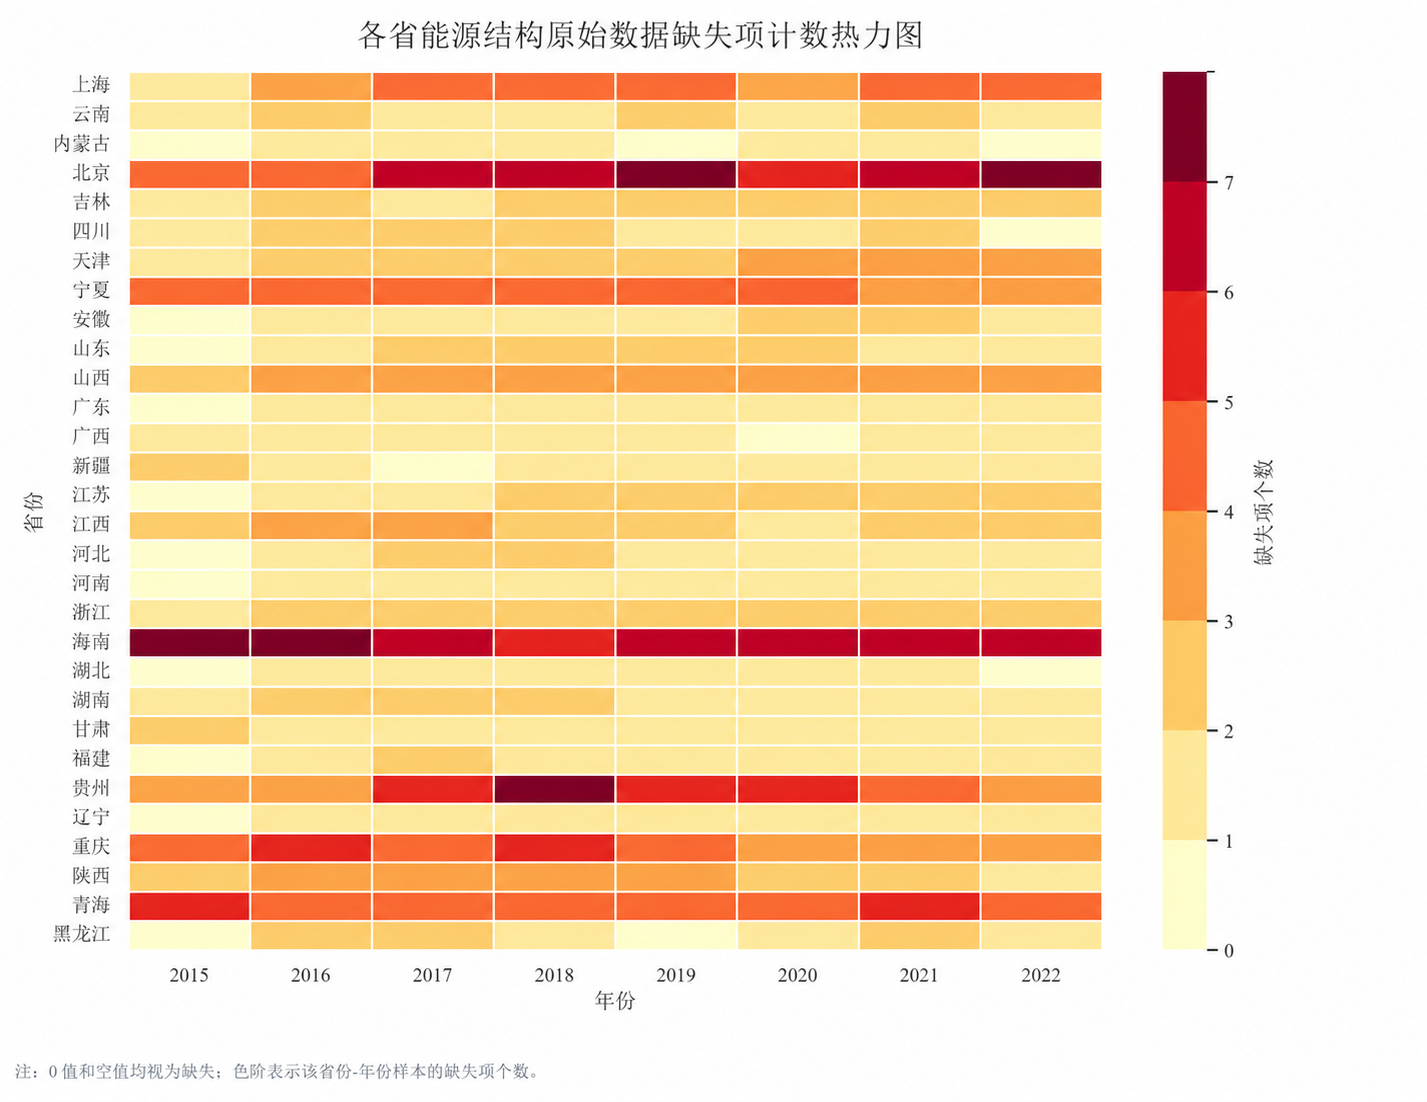 各省能源结构原始数据缺失项计数热力图
上海
云南
内蒙古
北京
吉林
四川
天津
宁夏
安徽
山东
山西
广东
广西
新疆
江苏
江西
河北
河南
浙江
海南
湖北
湖南
甘肃
福建
贵州
辽宁
重庆
陕西
青海
黑龙江
省份
2015 2016 2017 2018 2019 2020 2021 2022
年份
7
6
5
4
3
2
1
0
缺失项个数
注：0 值和空值均视为缺失；色阶表示该省份-年份样本的缺失项个数。